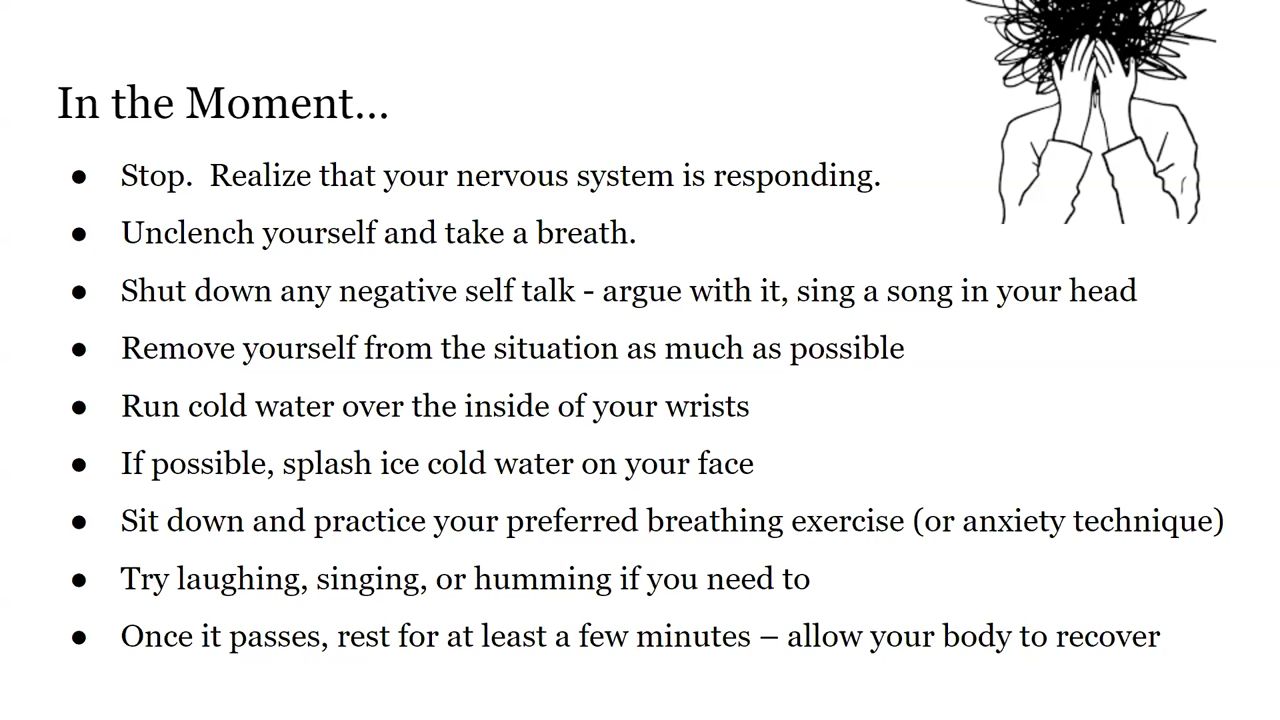 In the Moment...
● Stop.  Realize that your nervous system is responding.
● Unclench yourself and take a breath.
● Shut down any negative self talk - argue with it, sing a song in your head
● Remove yourself from the situation as much as possible
● Run cold water over the inside of your wrists
● If possible, splash ice cold water on your face
● Sit down and practice your preferred breathing exercise (or anxiety technique)
● Try laughing, singing, or humming if you need to
● Once it passes, rest for at least a few minutes – allow your body to recover